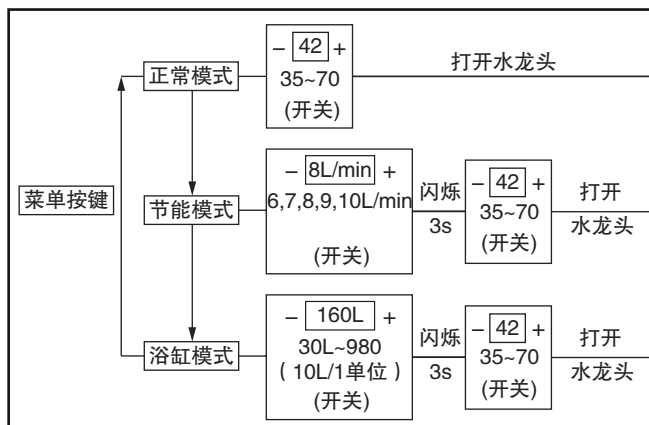 菜单按键
正常模式
- 42 +
35~70
(开关)
打开水龙头
节能模式
- 8L/min +
6,7,8,9,10L/min
(开关)
闪烁
3s
- 42 +
35~70
(开关)
打开
水龙头
浴缸模式
- 160L +
30L~980
(10L/1单位)
(开关)
闪烁
3s
- 42 +
35~70
(开关)
打开
水龙头